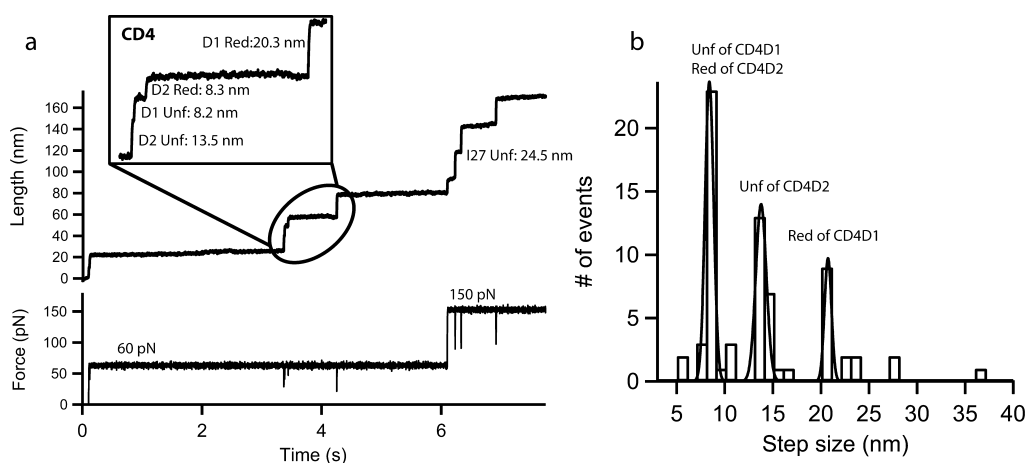 a
CD4
D1 Red:20.3 nm
D2 Red: 8.3 nm
D1 Unf: 8.2 nm
D2 Unf: 13.5 nm
I27 Unf: 24.5 nm
Length (nm)
160
140
120
100
80
60
40
20
0
150 pN
60 pN
Force (pN)
150
100
50
0
0
2
4
6
Time (s)
b
Unf of CD4D1
Red of CD4D2
Unf of CD4D2
Red of CD4D1
# of events
20
15
10
5
0
5
10
15
20
25
30
35
40
Step size (nm)